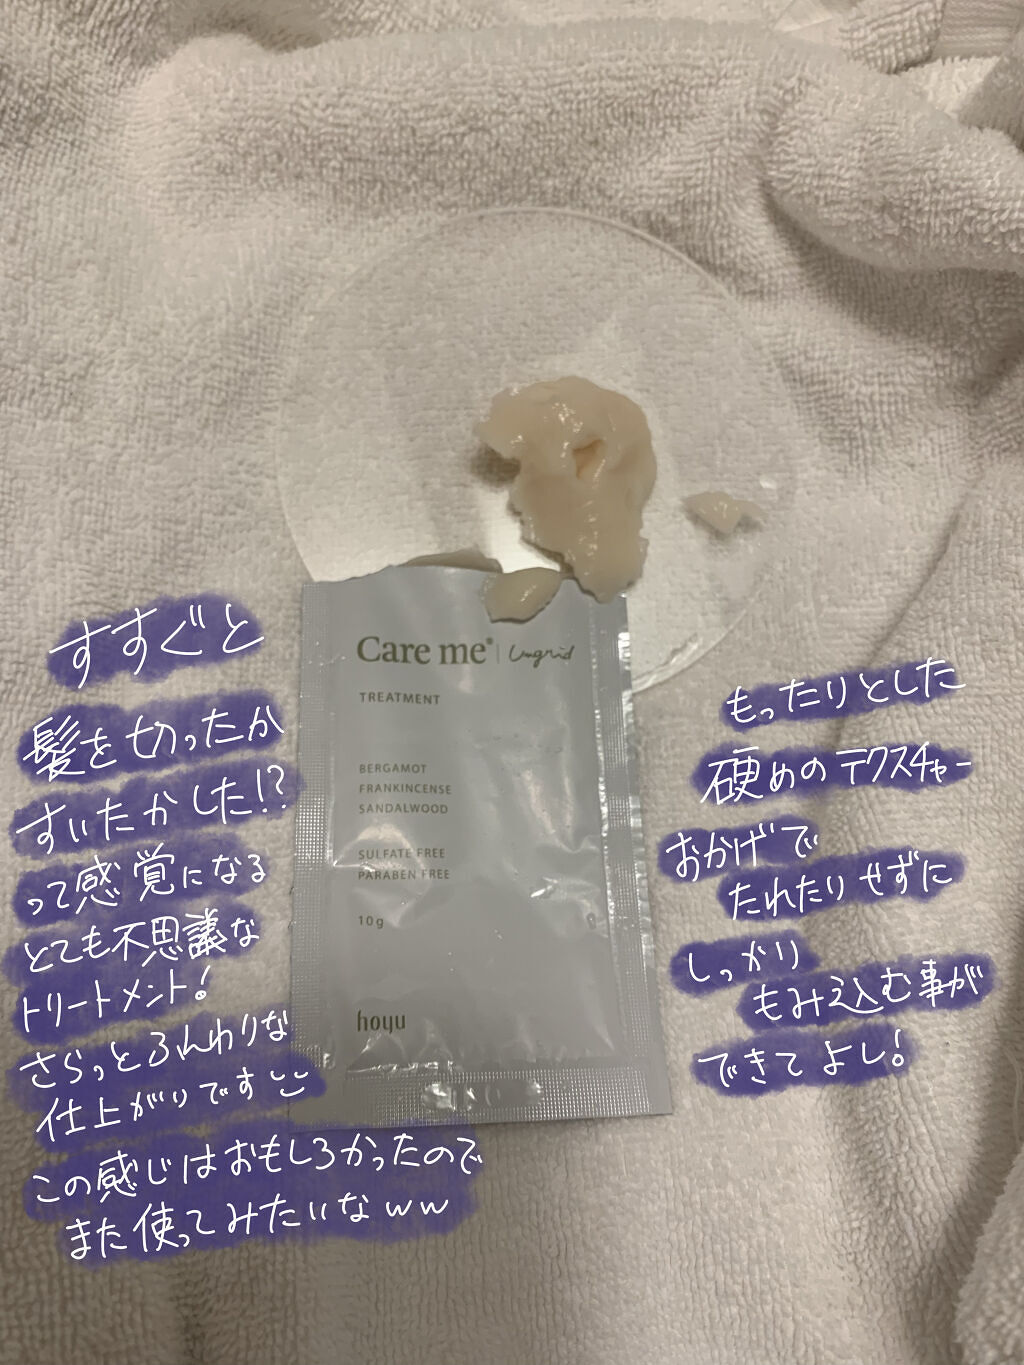 Care me® | Ungrid
TREATMENT
BERGAMOT
FRANKINCENSE
SANDALWOOD
SULFATE FREE
PARABEN FREE
10g
hoyu
すすぐと
髪を切ったか
すいたかした!?
って感覚になる
とても不思議な
トリートメント!
さらっとふんわりな
仕上がりです
この感じはおもしろかったので
また使ってみたいなww
もったりとした
硬めのテクスチャー
おかげで
たれたりせずに
しっかり
もみ込む事が
できてよし!